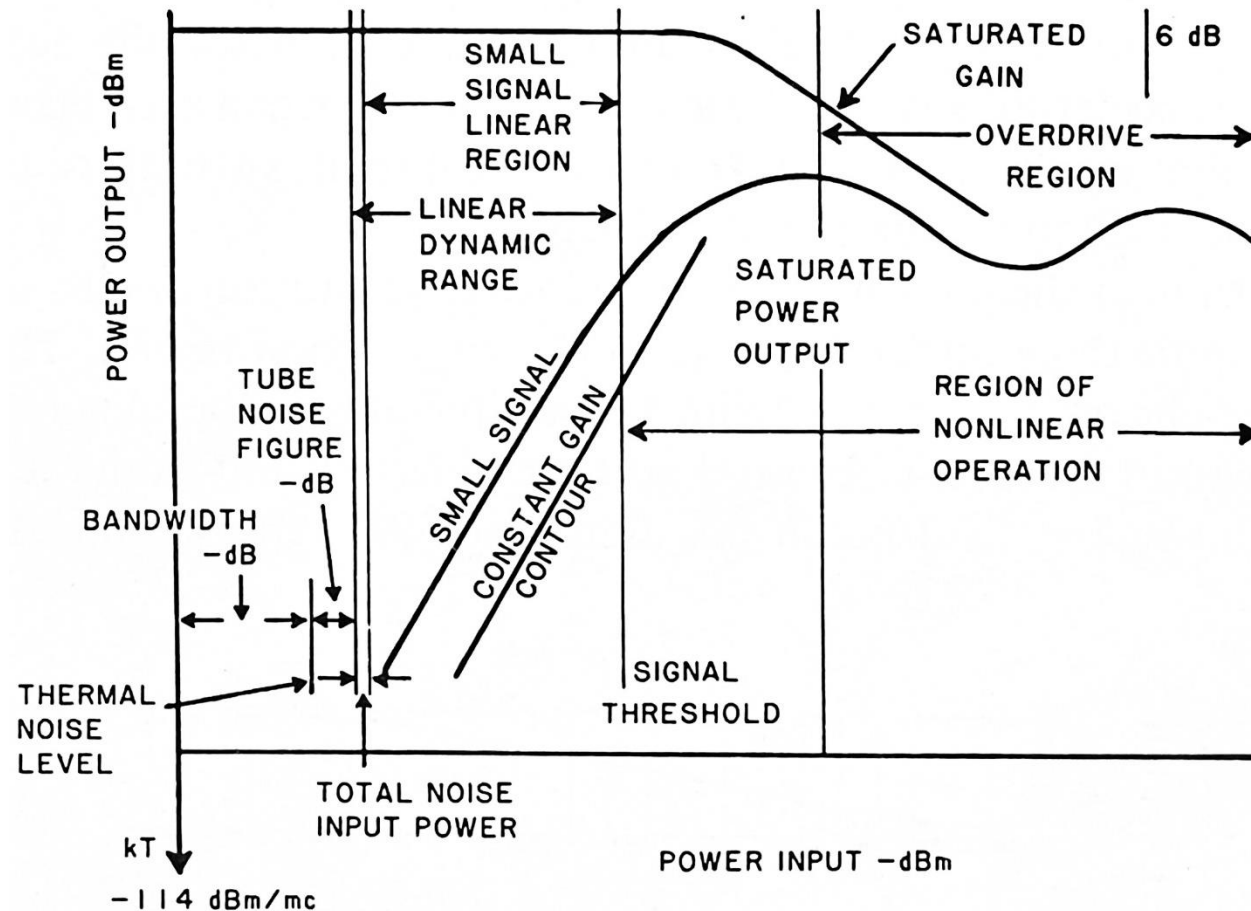 SATURATED
GAIN
6 dB
SMALL
SIGNAL
LINEAR
REGION
OVERDRIVE
REGION
POWER OUTPUT -dBm
LINEAR
DYNAMIC
RANGE
SATURATED
POWER
OUTPUT
TUBE
NOISE
FIGURE
-dB
BANDWIDTH
-dB
SMALL SIGNAL
CONSTANT GAIN
CONTOUR
REGION OF
NONLINEAR
OPERATION
SIGNAL
THRESHOLD
THERMAL
NOISE
LEVEL
TOTAL NOISE
INPUT POWER
kT
-114 dBm/mc
POWER INPUT -dBm